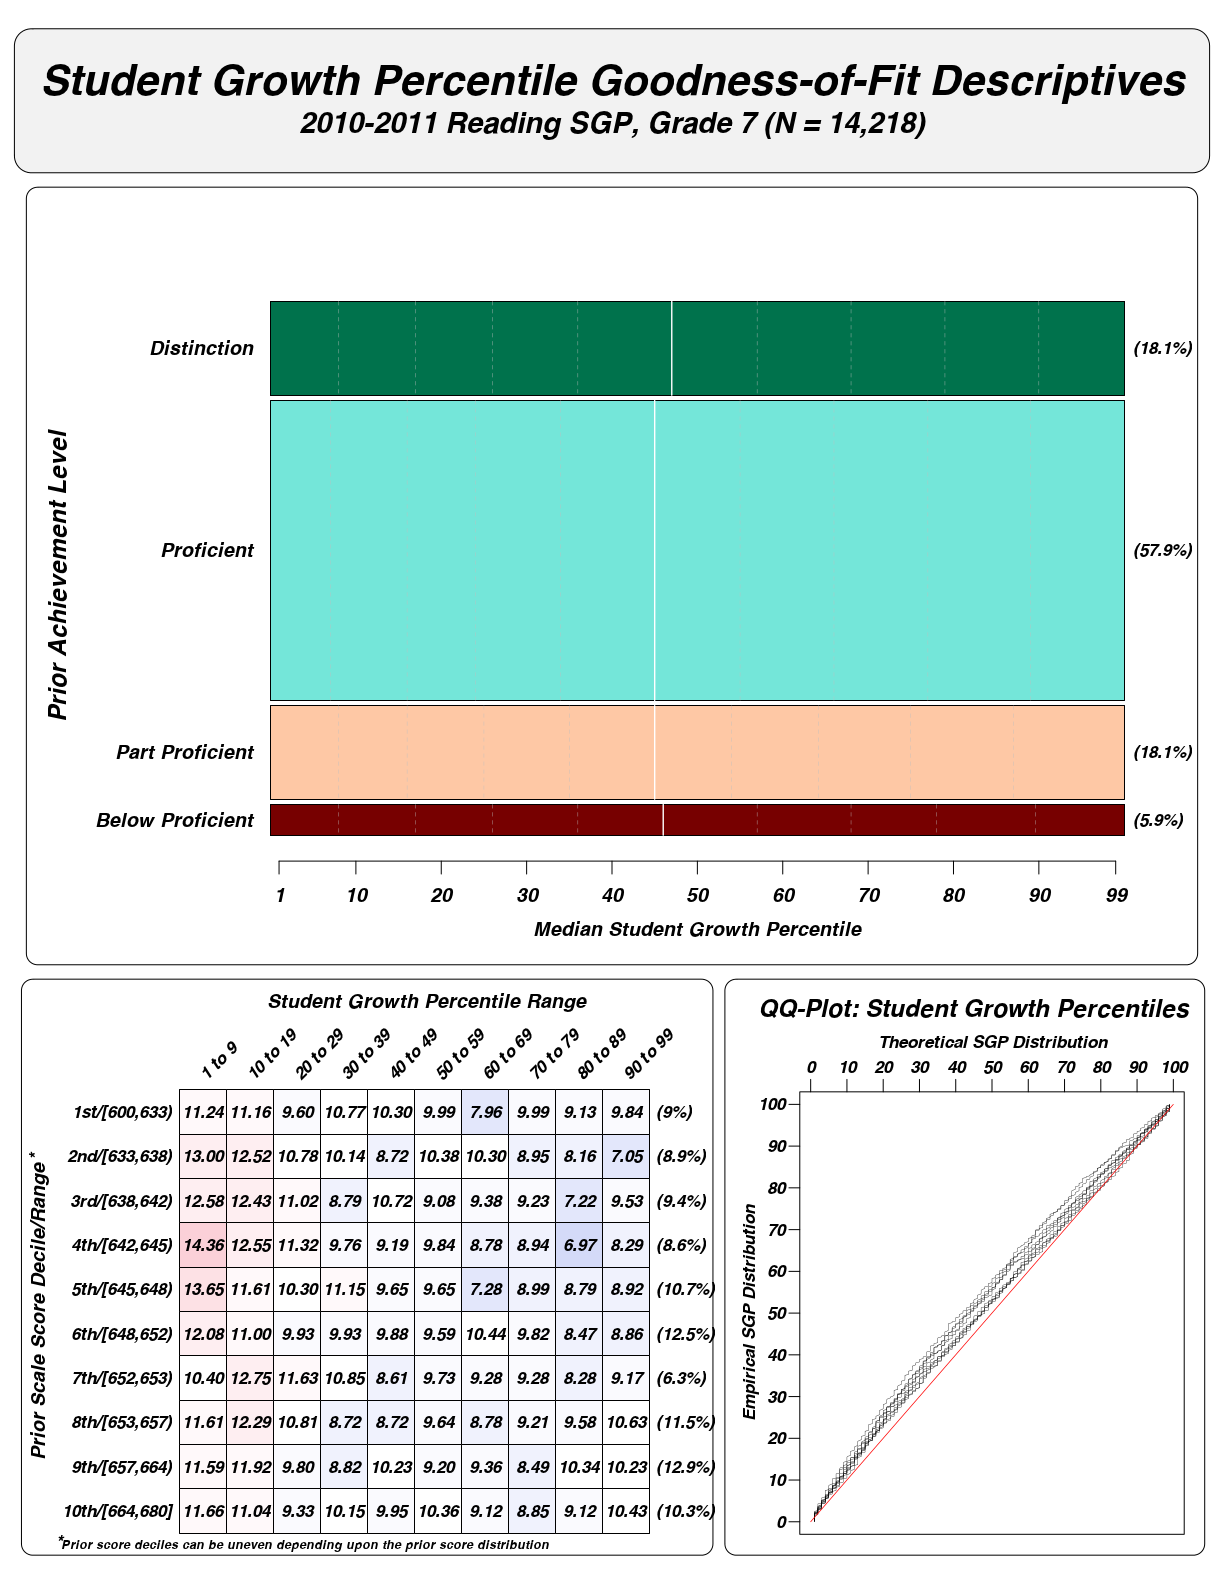 Student Growth Percentile Goodness-of-Fit Descriptives
2010-2011 Reading SGP, Grade 7 (N = 14,218)
Prior Achievement Level
Distinction (18.1%)
Proficient (57.9%)
Part Proficient (18.1%)
Below Proficient (5.9%)
1 10 20 30 40 50 60 70 80 90 99
Median Student Growth Percentile
Student Growth Percentile Range
1 to 9 10 to 19 20 to 29 30 to 39 40 to 49 50 to 59 60 to 69 70 to 79 80 to 89 90 to 99
Prior Scale Score Decile/Range*
1st/[600,633) 11.24 11.16 9.60 10.77 10.30 9.99 7.96 9.99 9.13 9.84 (9%)
2nd/[633,638) 13.00 12.52 10.78 10.14 8.72 10.38 10.30 8.95 8.16 7.05 (8.9%)
3rd/[638,642) 12.58 12.43 11.02 8.79 10.72 9.08 9.38 9.23 7.22 9.53 (9.4%)
4th/[642,645) 14.36 12.55 11.32 9.76 9.19 9.84 8.78 8.94 6.97 8.29 (8.6%)
5th/[645,648) 13.65 11.61 10.30 11.15 9.65 9.65 7.28 8.99 8.79 8.92 (10.7%)
6th/[648,652) 12.08 11.00 9.93 9.93 9.88 9.59 10.44 9.82 8.47 8.86 (12.5%)
7th/[652,653) 10.40 12.75 11.63 10.85 8.61 9.73 9.28 9.28 8.28 9.17 (6.3%)
8th/[653,657) 11.61 12.29 10.81 8.72 8.72 9.64 8.78 9.21 9.58 10.63 (11.5%)
9th/[657,664) 11.59 11.92 9.80 8.82 10.23 9.20 9.36 8.49 10.34 10.23 (12.9%)
10th/[664,680] 11.66 11.04 9.33 10.15 9.95 10.36 9.12 8.85 9.12 10.43 (10.3%)
*Prior score deciles can be uneven depending upon the prior score distribution
QQ-Plot: Student Growth Percentiles
Theoretical SGP Distribution
0 10 20 30 40 50 60 70 80 90 100
Empirical SGP Distribution
100
90
80
70
60
50
40
30
20
10
0